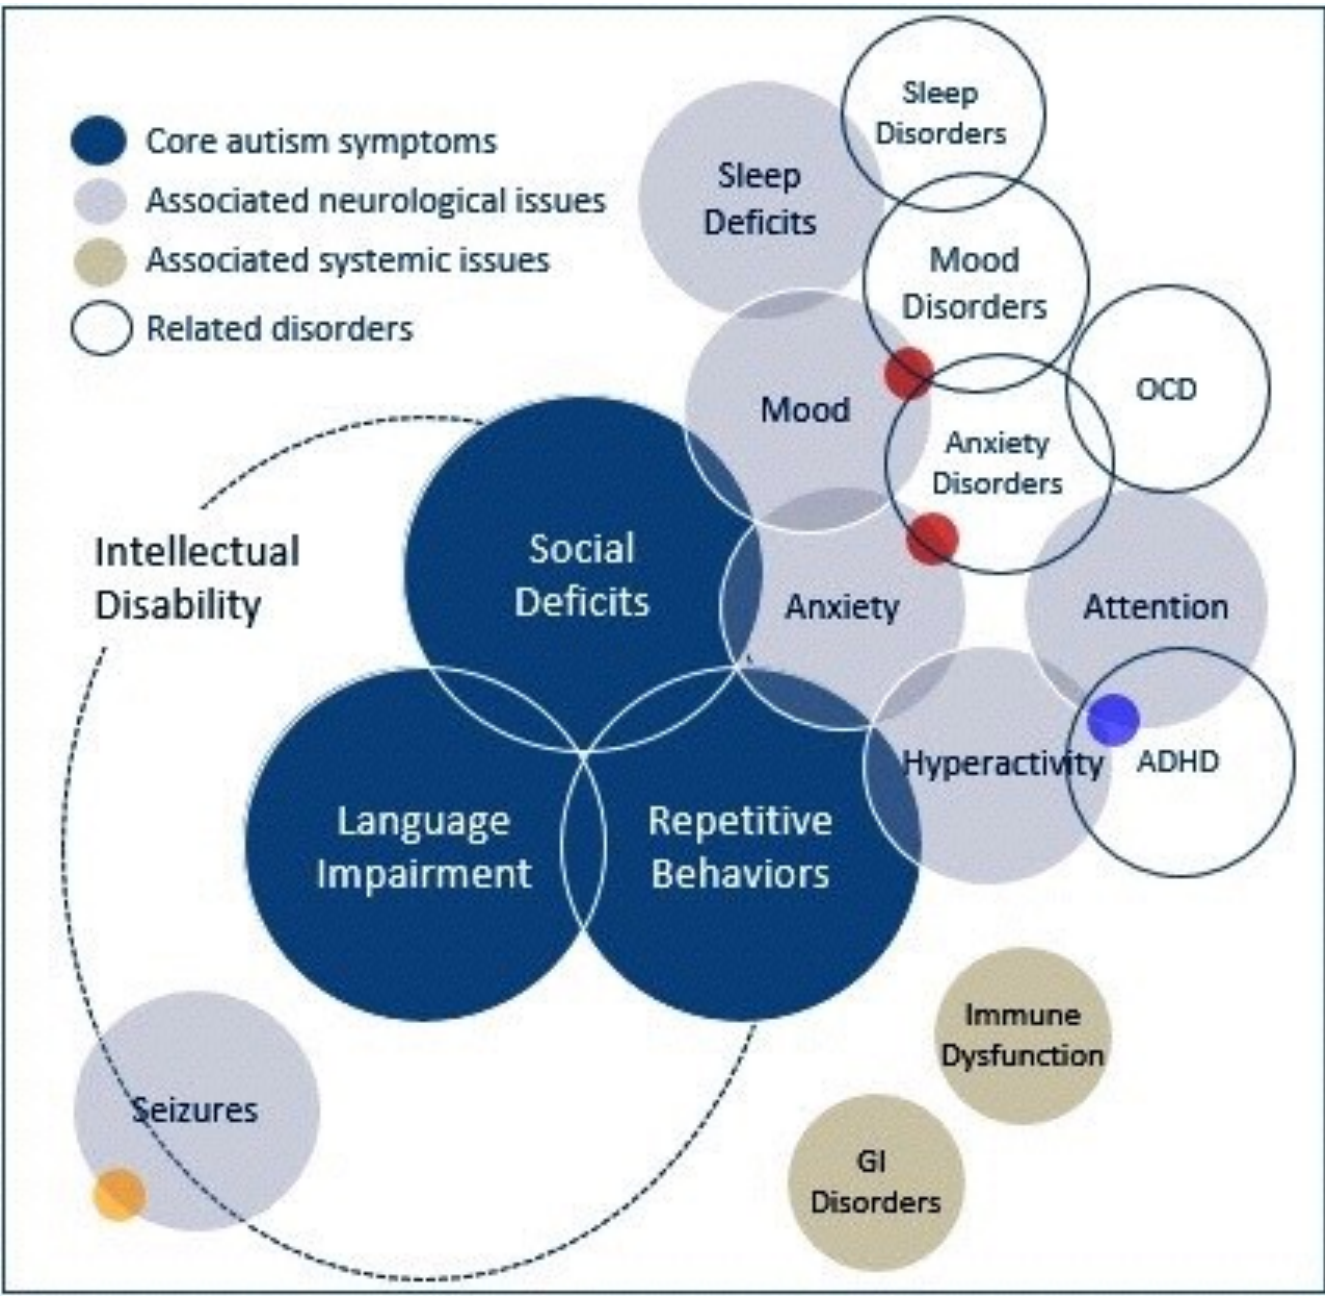 Core autism symptoms
Associated neurological issues
Associated systemic issues
Related disorders
Sleep
Disorders
Sleep
Deficits
Mood
Disorders
OCD
Mood
Anxiety
Disorders
Intellectual
Disability
Social
Deficits
Anxiety
Attention
Hyperactivity
ADHD
Language
Impairment
Repetitive
Behaviors
Immune
Dysfunction
Seizures
GI
Disorders